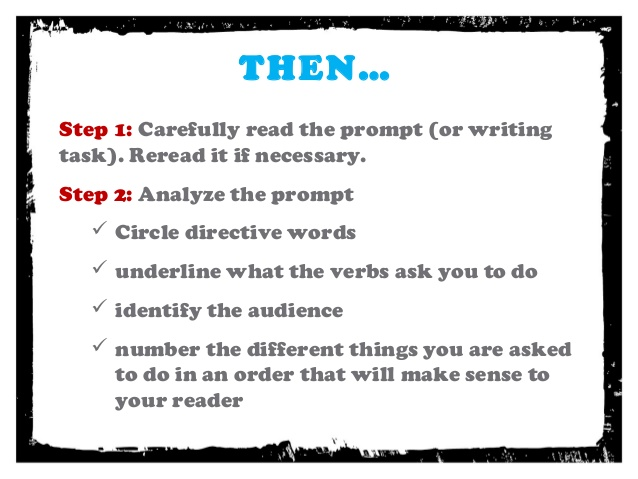 THEN...
Step 1: Carefully read the prompt (or writing
task). Reread it if necessary.
Step 2: Analyze the prompt
✓ Circle directive words
✓ underline what the verbs ask you to do
✓ identify the audience
✓ number the different things you are asked
to do in an order that will make sense to
your reader